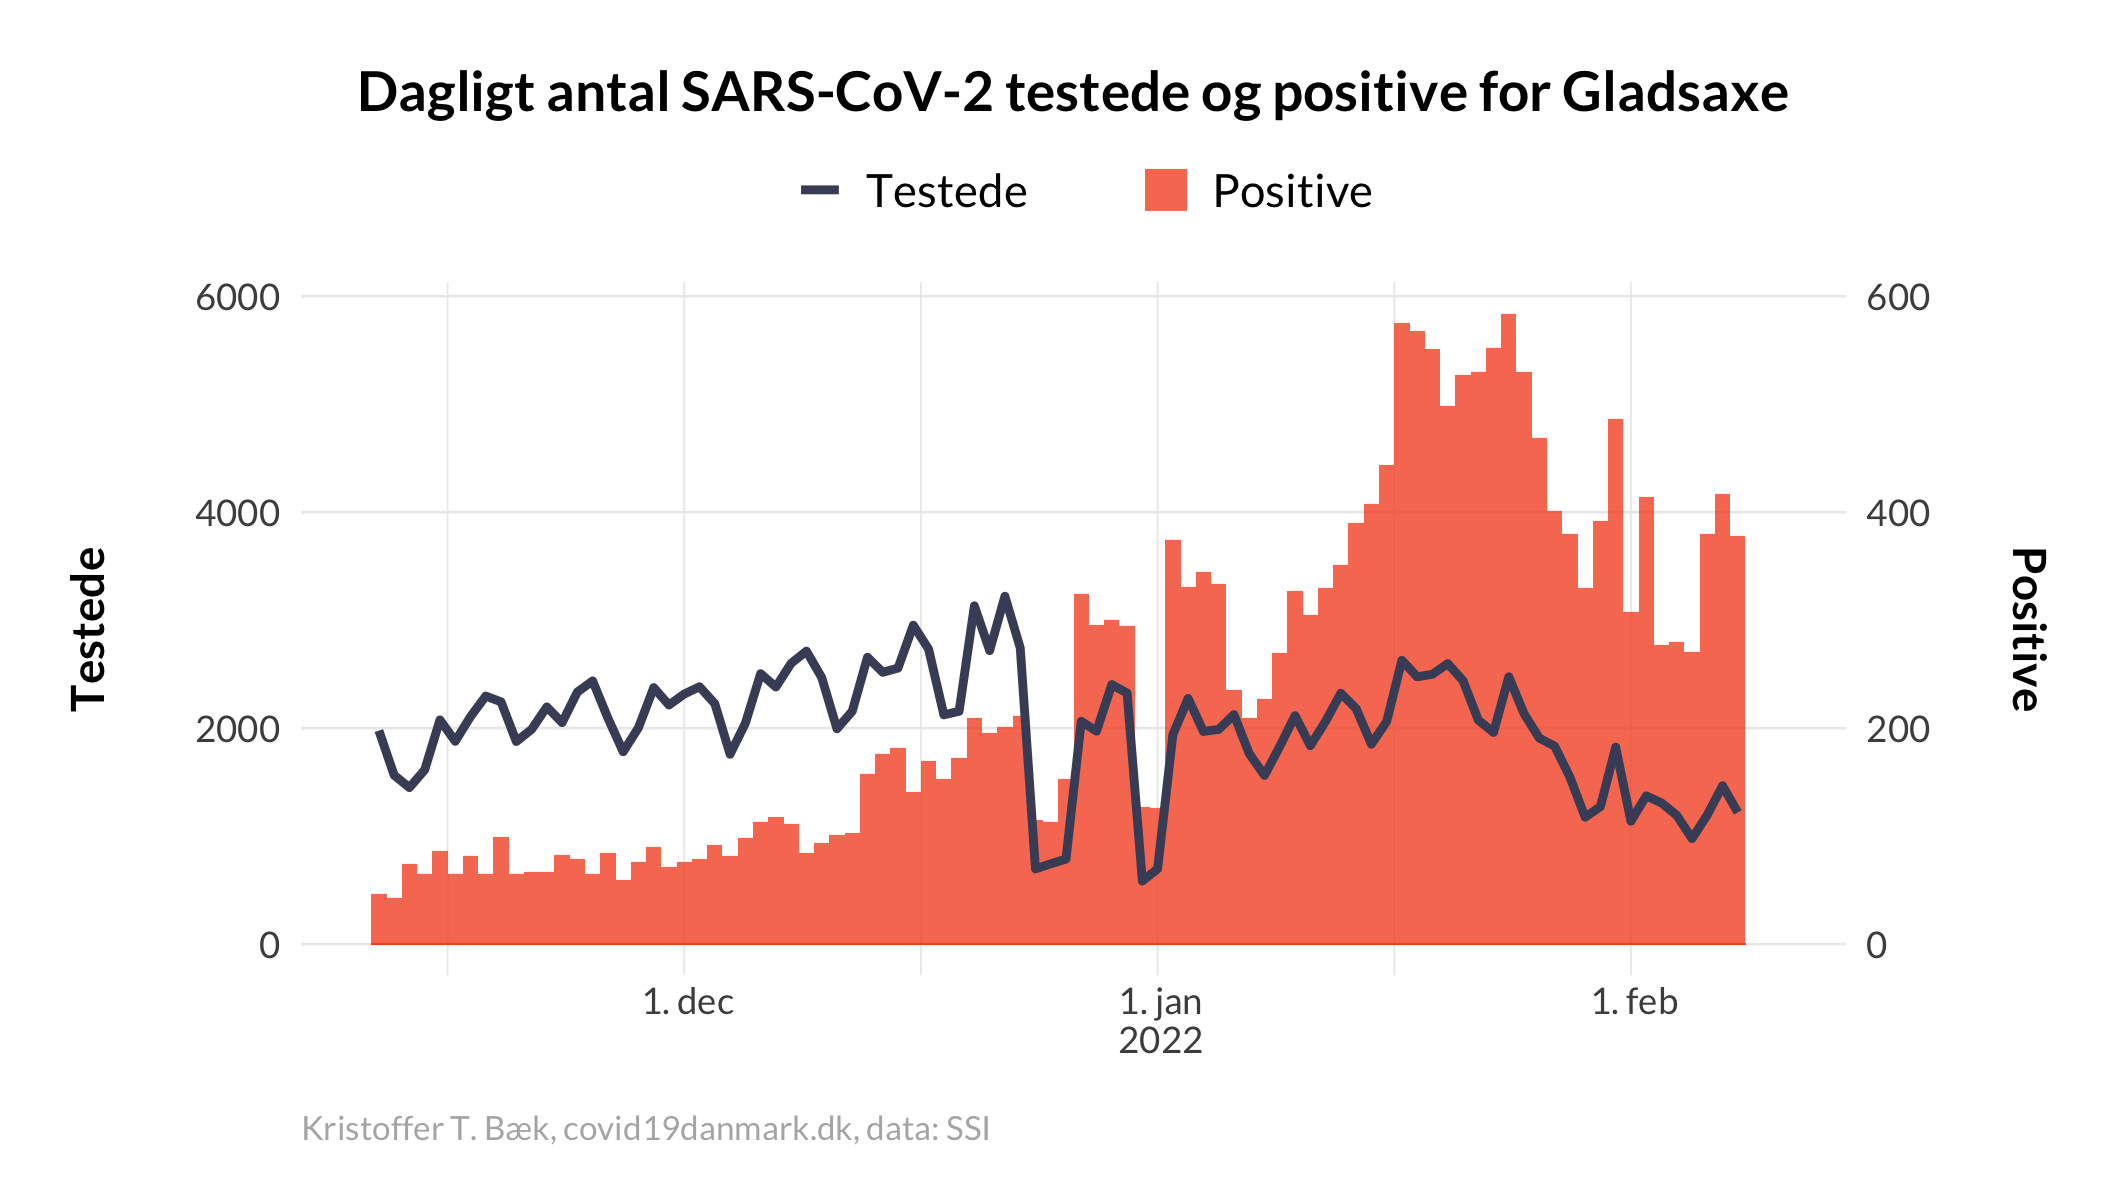 Dagligt antal SARS-CoV-2 testede og positive for Gladsaxe
Testede
Positive
6000
4000
2000
0
Testede
600
400
200
0
Positive
1. dec
1. jan
2022
1. feb
Kristoffer T. Bæk, covid19danmark.dk, data: SSI